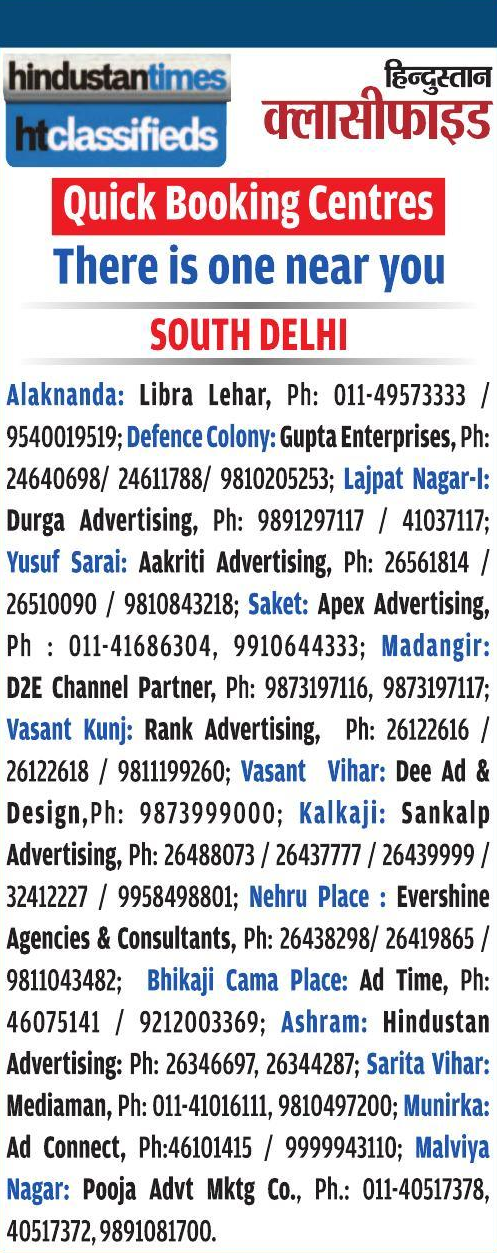 hindustantimes
htclassifieds
हिन्दुस्तान
क्लासीफाइड
Quick Booking Centres
There is one near you
SOUTH DELHI
Alaknanda: Libra Lehar, Ph: 011-49573333 /
9540019519; Defence Colony: Gupta Enterprises, Ph:
24640698/ 24611788/ 9810205253; Lajpat Nagar-I:
Durga Advertising, Ph: 9891297117 / 41037117;
Yusuf Sarai: Aakriti Advertising, Ph: 26561814 /
26510090 / 9810843218; Saket: Apex Advertising,
Ph : 011-41686304, 9910644333; Madangir:
D2E Channel Partner, Ph: 9873197116, 9873197117;
Vasant Kunj: Rank Advertising, Ph: 26122616 /
26122618 / 9811199260; Vasant Vihar: Dee Ad &
Design,Ph: 9873999000; Kalkaji: Sankalp
Advertising, Ph: 26488073 / 26437777 / 26439999 /
32412227 / 9958498801; Nehru Place : Evershine
Agencies & Consultants, Ph: 26438298/ 26419865 /
9811043482; Bhikaji Cama Place: Ad Time, Ph:
46075141 / 9212003369; Ashram: Hindustan
Advertising: Ph: 26346697, 26344287; Sarita Vihar:
Mediaman, Ph: 011-41016111, 9810497200; Munirka:
Ad Connect, Ph:46101415 / 9999943110; Malviya
Nagar: Pooja Advt Mktg Co., Ph.: 011-40517378,
40517372, 9891081700.